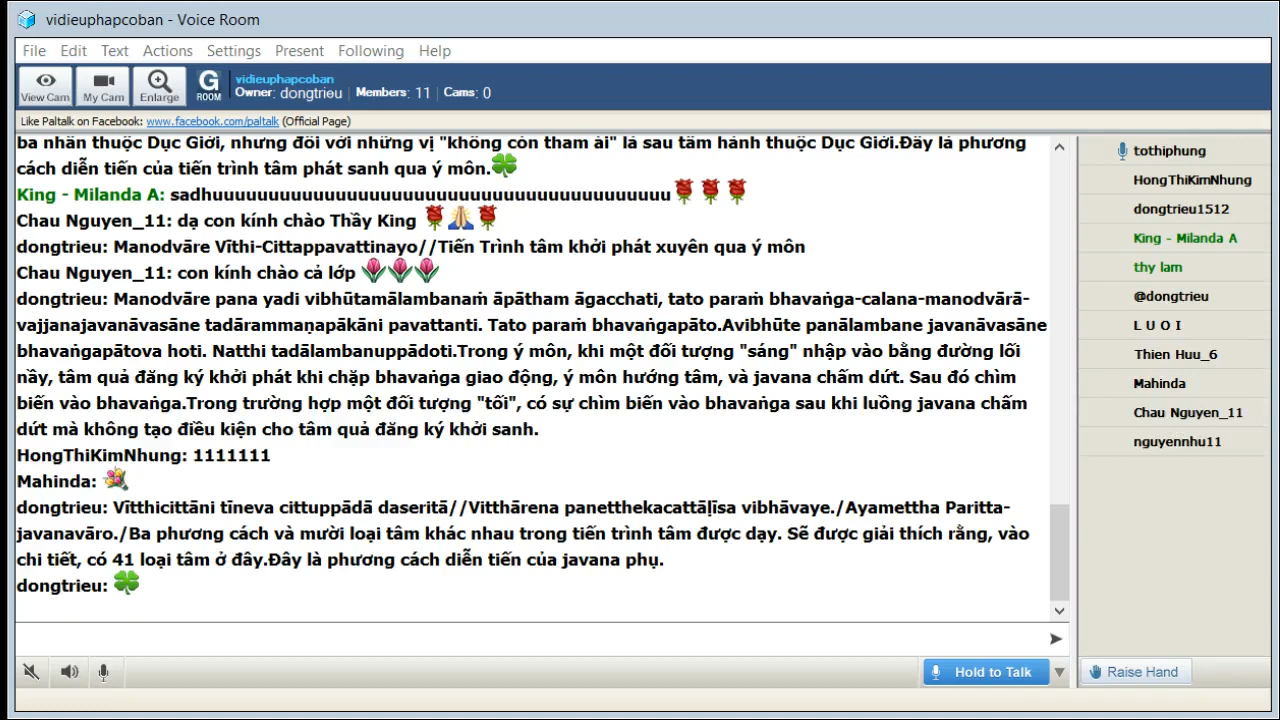 vidieuphapcoban - Voice Room
File Edit Text Actions Settings Present Following Help
View Cam My Cam Enlarge G ROOM vidieuphapcoban
Owner: dongtrieu Members: 11 Cams: 0
Like Paltalk on Facebook: www.facebook.com/paltalk (Official Page)
ba nhân thuộc Dục Giới, nhưng đối với những vị "không còn tham ái" là sau tâm hành thuộc Dục Giới.Đây là phương
cách diễn tiến của tiến trình tâm phát sanh qua ý môn.🍀
King - Milanda A: sadhuuuuuuuuuuuuuuuuuuuuuuuuuuuuuuuuuuuuuuuuu🌹🌹🌹
Chau Nguyen_11: dạ con kính chào Thầy King 🌹🙏🌹
dongtrieu: Manodvāre Vīthi-Cittappavattinayo//Tiến Trình tâm khởi phát xuyên qua ý môn
Chau Nguyen_11: con kính chào cả lớp 🌷🌷🌷
dongtrieu: Manodvāre pana yadi vibhūtamālambanaṁ āpātham āgacchati, tato paraṁ bhavaṅga-calana-manodvārā-
vajjanajavanāvasāne tadārammaṇapākāni pavattanti. Tato paraṁ bhavaṅgapāto.Avibhūte panālambane javanāvasāne
bhavaṅgapātova hoti. Natthi tadālambanuppādoti.Trong ý môn, khi một đối tượng "sáng" nhập vào bằng đường lối
nầy, tâm quả đăng ký khởi phát khi chặp bhavaṅga giao động, ý môn hướng tâm, và javana chấm dứt. Sau đó chìm
biến vào bhavaṅga.Trong trường hợp một đối tượng "tối", có sự chìm biến vào bhavaṅga sau khi luồng javana chấm
dứt mà không tạo điều kiện cho tâm quả đăng ký khởi sanh.
HongThiKimNhung: 1111111
Mahinda: 💐
dongtrieu: Vītthicittāni tīneva cittuppādā daseritā//Vitthārena panetthekacattāḷīsa vibhāvaye./Ayamettha Paritta-
javanavāro./Ba phương cách và mười loại tâm khác nhau trong tiến trình tâm được dạy. Sẽ được giải thích rằng, vào
chi tiết, có 41 loại tâm ở đây.Đây là phương cách diễn tiến của javana phụ.
dongtrieu: 🍀
Hold to Talk
tothiphung
HongThiKimNhung
dongtrieu1512
King - Milanda A
thy lam
@dongtrieu
L U O I
Thien Huu_6
Mahinda
Chau Nguyen_11
nguyennhu11
Raise Hand